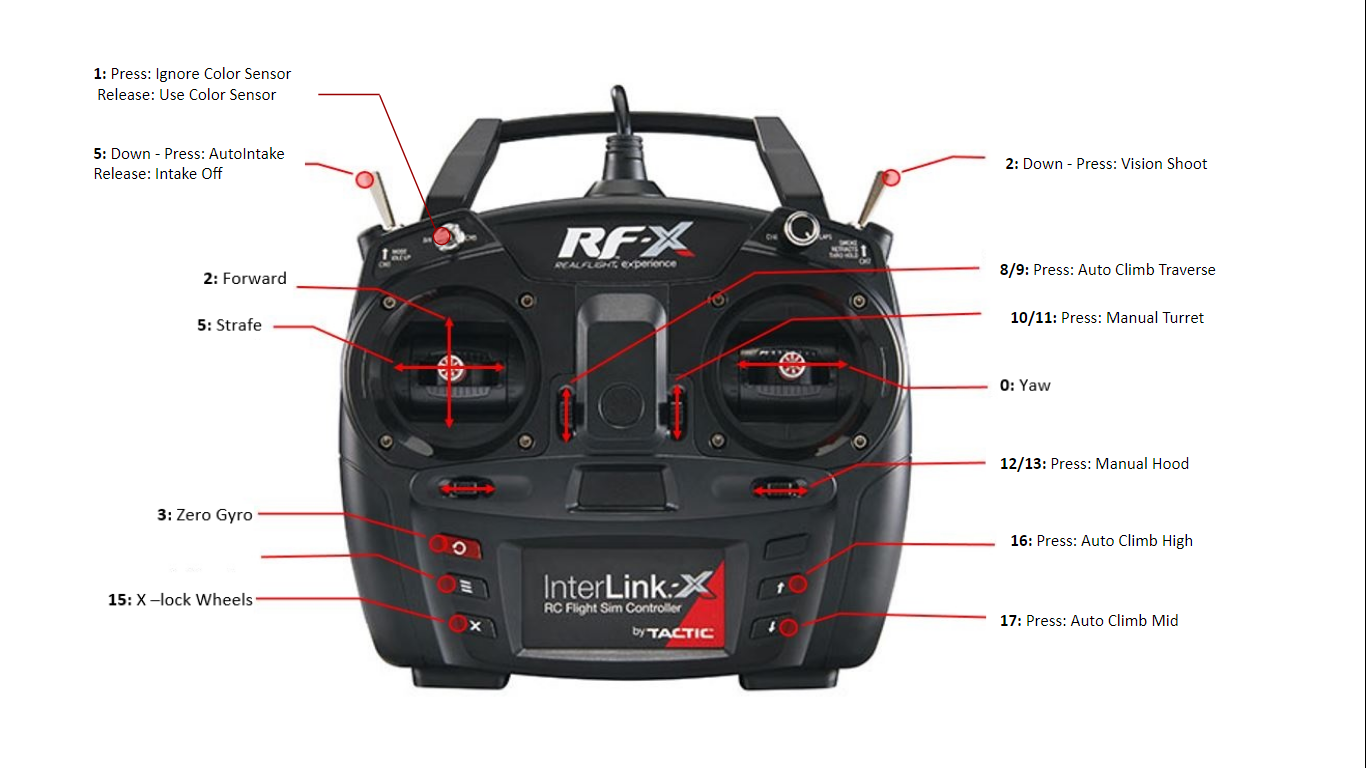 1: Press: Ignore Color Sensor
Release: Use Color Sensor
5: Down - Press: AutoIntake
Release: Intake Off
2: Down - Press: Vision Shoot
RF-X
REALFLIGHT experience
2: Forward
8/9: Press: Auto Climb Traverse
5: Strafe
10/11: Press: Manual Turret
0: Yaw
12/13: Press: Manual Hood
3: Zero Gyro
16: Press: Auto Climb High
InterLink-X
RC Flight Sim Controller
by TACTIC
15: X –lock Wheels
X
17: Press: Auto Climb Mid